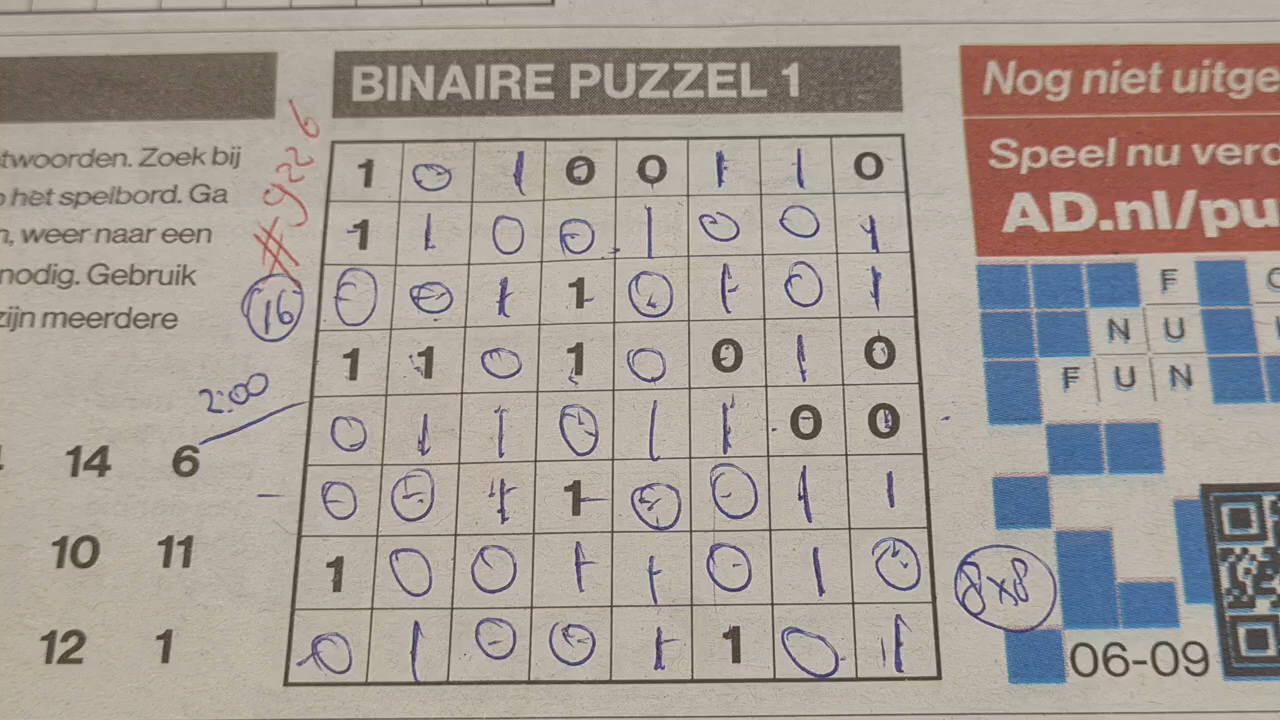 BINAIRE PUZZEL 1
twoorden. Zoek bij
het spelbord. Ga
n, weer naar een
nodig. Gebruik
zijn meerdere
#9226
16
2:00
14 6
10 11
12 1
1 0 1 0 0 1 1 0
1 1 0 0 1 0 0 1
0 0 1 1 0 1 0 1
1 1 0 1 0 0 1 0
0 1 1 0 1 1 0 0
0 0 1 1 0 0 1 1
1 0 0 1 1 0 1 0
0 1 0 0 1 1 0 1
8x8
Nog niet uitge
Speel nu verd
AD.nl/pu
F
N U
F U N
06-09